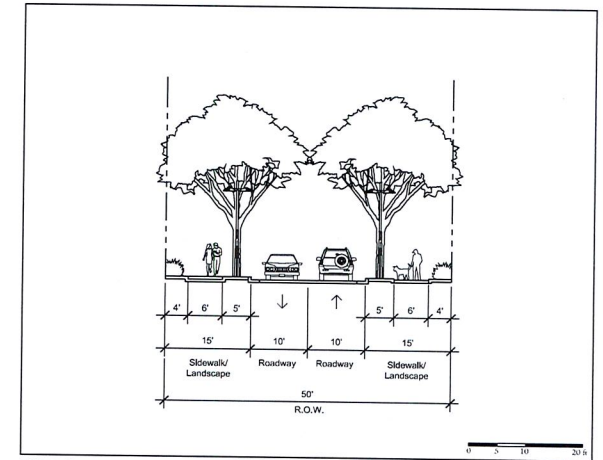 4' 6' 5' 5' 6' 4'
15' 10' 10' 15'
Sidewalk/ Roadway Roadway Sidewalk/
Landscape Landscape
50'
R.O.W.
0 5 10 20 ft